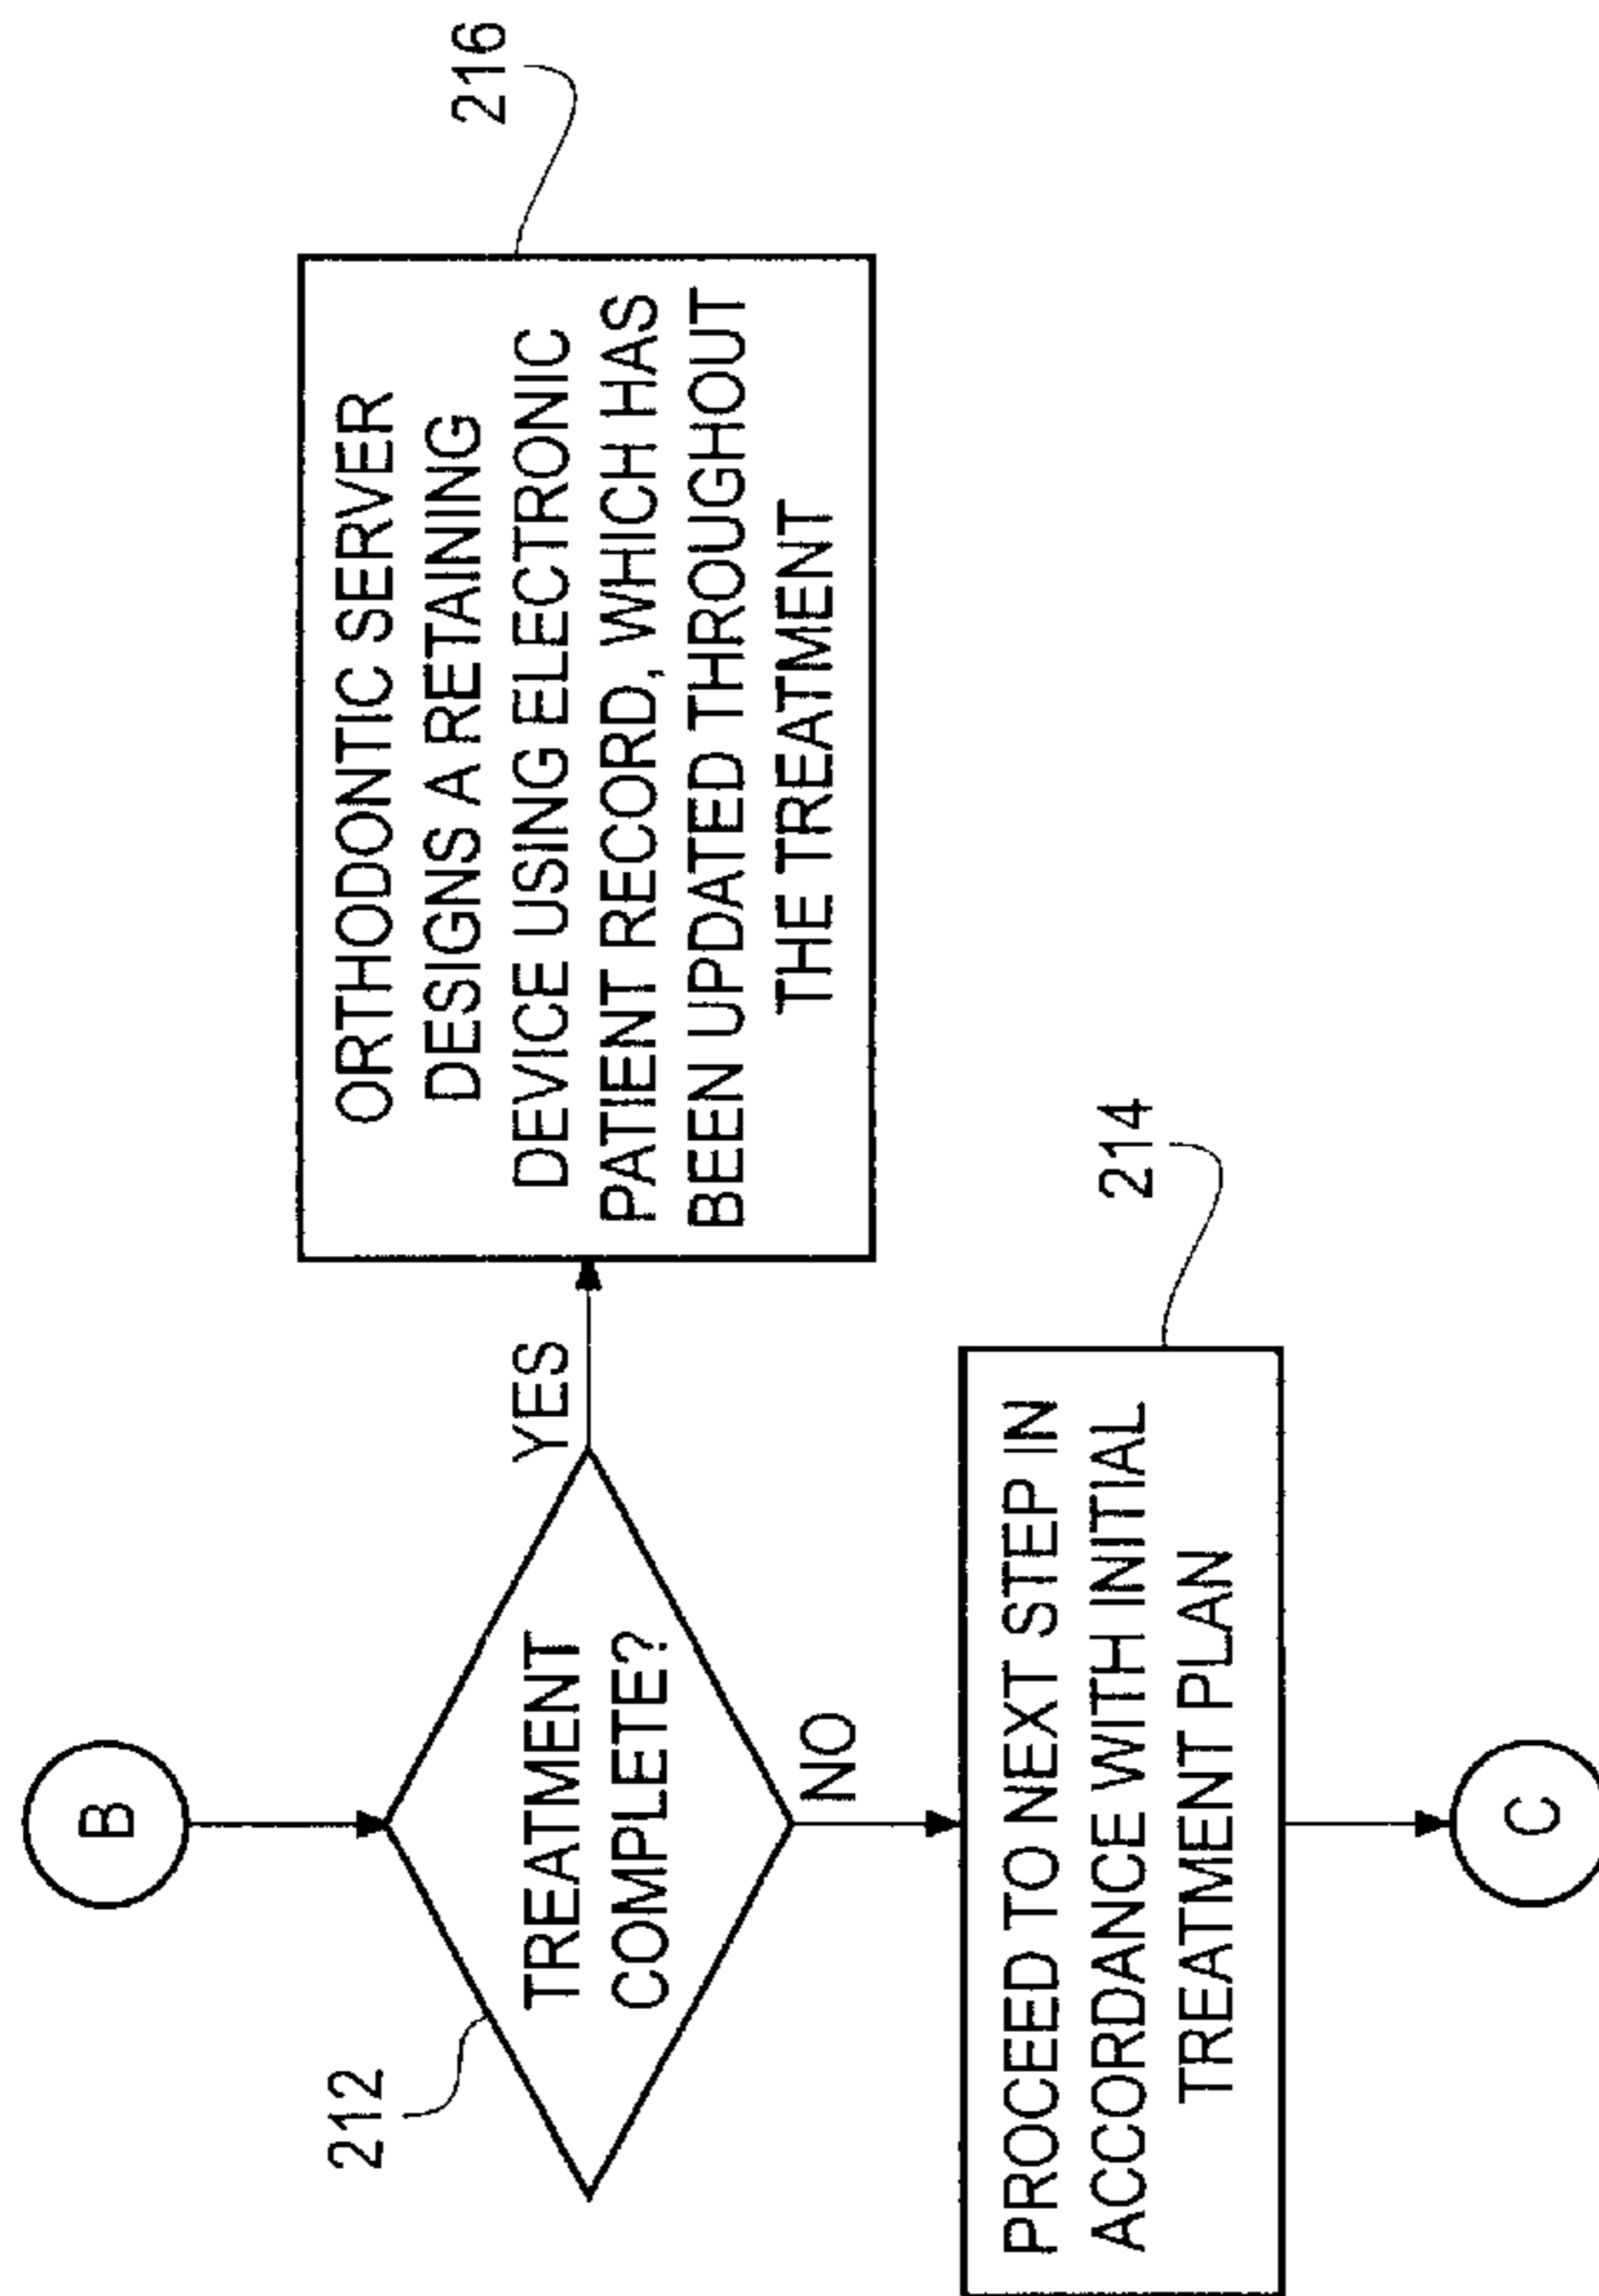 B
212
TREATMENT
COMPLETE?
YES
216
ORTHODONTIC SERVER
DESIGNS A RETAINING
DEVICE USING ELECTRONIC
PATIENT RECORD, WHICH HAS
BEEN UPDATED THROUGHOUT
THE TREATMENT
NO
214
PROCEED TO NEXT STEP IN
ACCORDANCE WITH INITIAL
TREATMENT PLAN
C